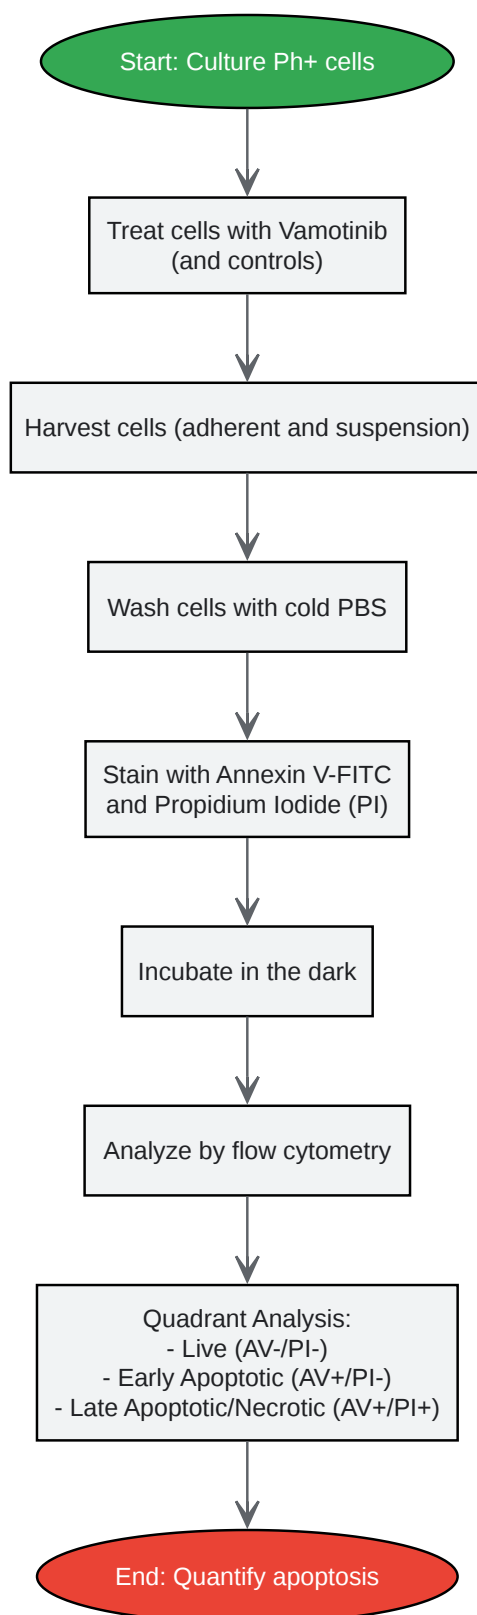 Start: Culture Ph+ cells
Treat cells with Vamotinib
(and controls)
Harvest cells (adherent and suspension)
Wash cells with cold PBS
Stain with Annexin V-FITC
and Propidium Iodide (PI)
Incubate in the dark
Analyze by flow cytometry
Quadrant Analysis:
- Live (AV-/PI-)
- Early Apoptotic (AV+/PI-)
- Late Apoptotic/Necrotic (AV+/PI+)
End: Quantify apoptosis